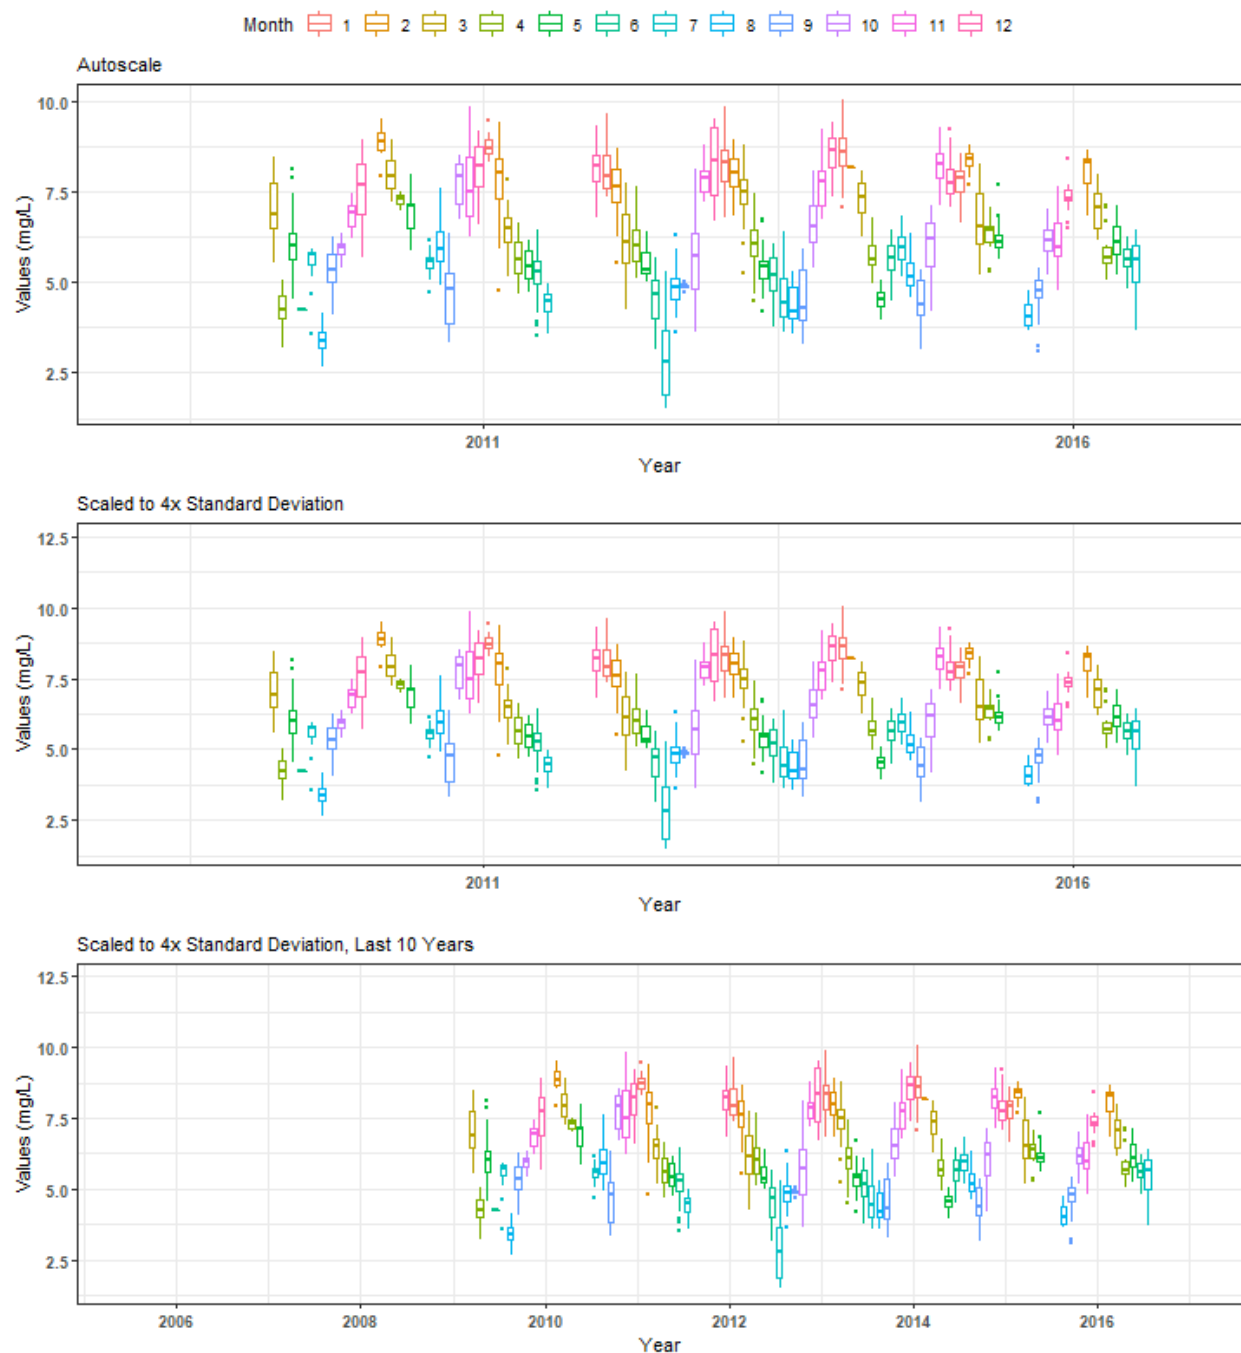 Month 1 2 3 4 5 6 7 8 9 10 11 12
Autoscale
10.0
7.5
5.0
2.5
Values (mg/L)
2011 2016
Year
Scaled to 4x Standard Deviation
12.5
10.0
7.5
5.0
2.5
Values (mg/L)
2011 2016
Year
Scaled to 4x Standard Deviation, Last 10 Years
12.5
10.0
7.5
5.0
2.5
Values (mg/L)
2006 2008 2010 2012 2014 2016
Year